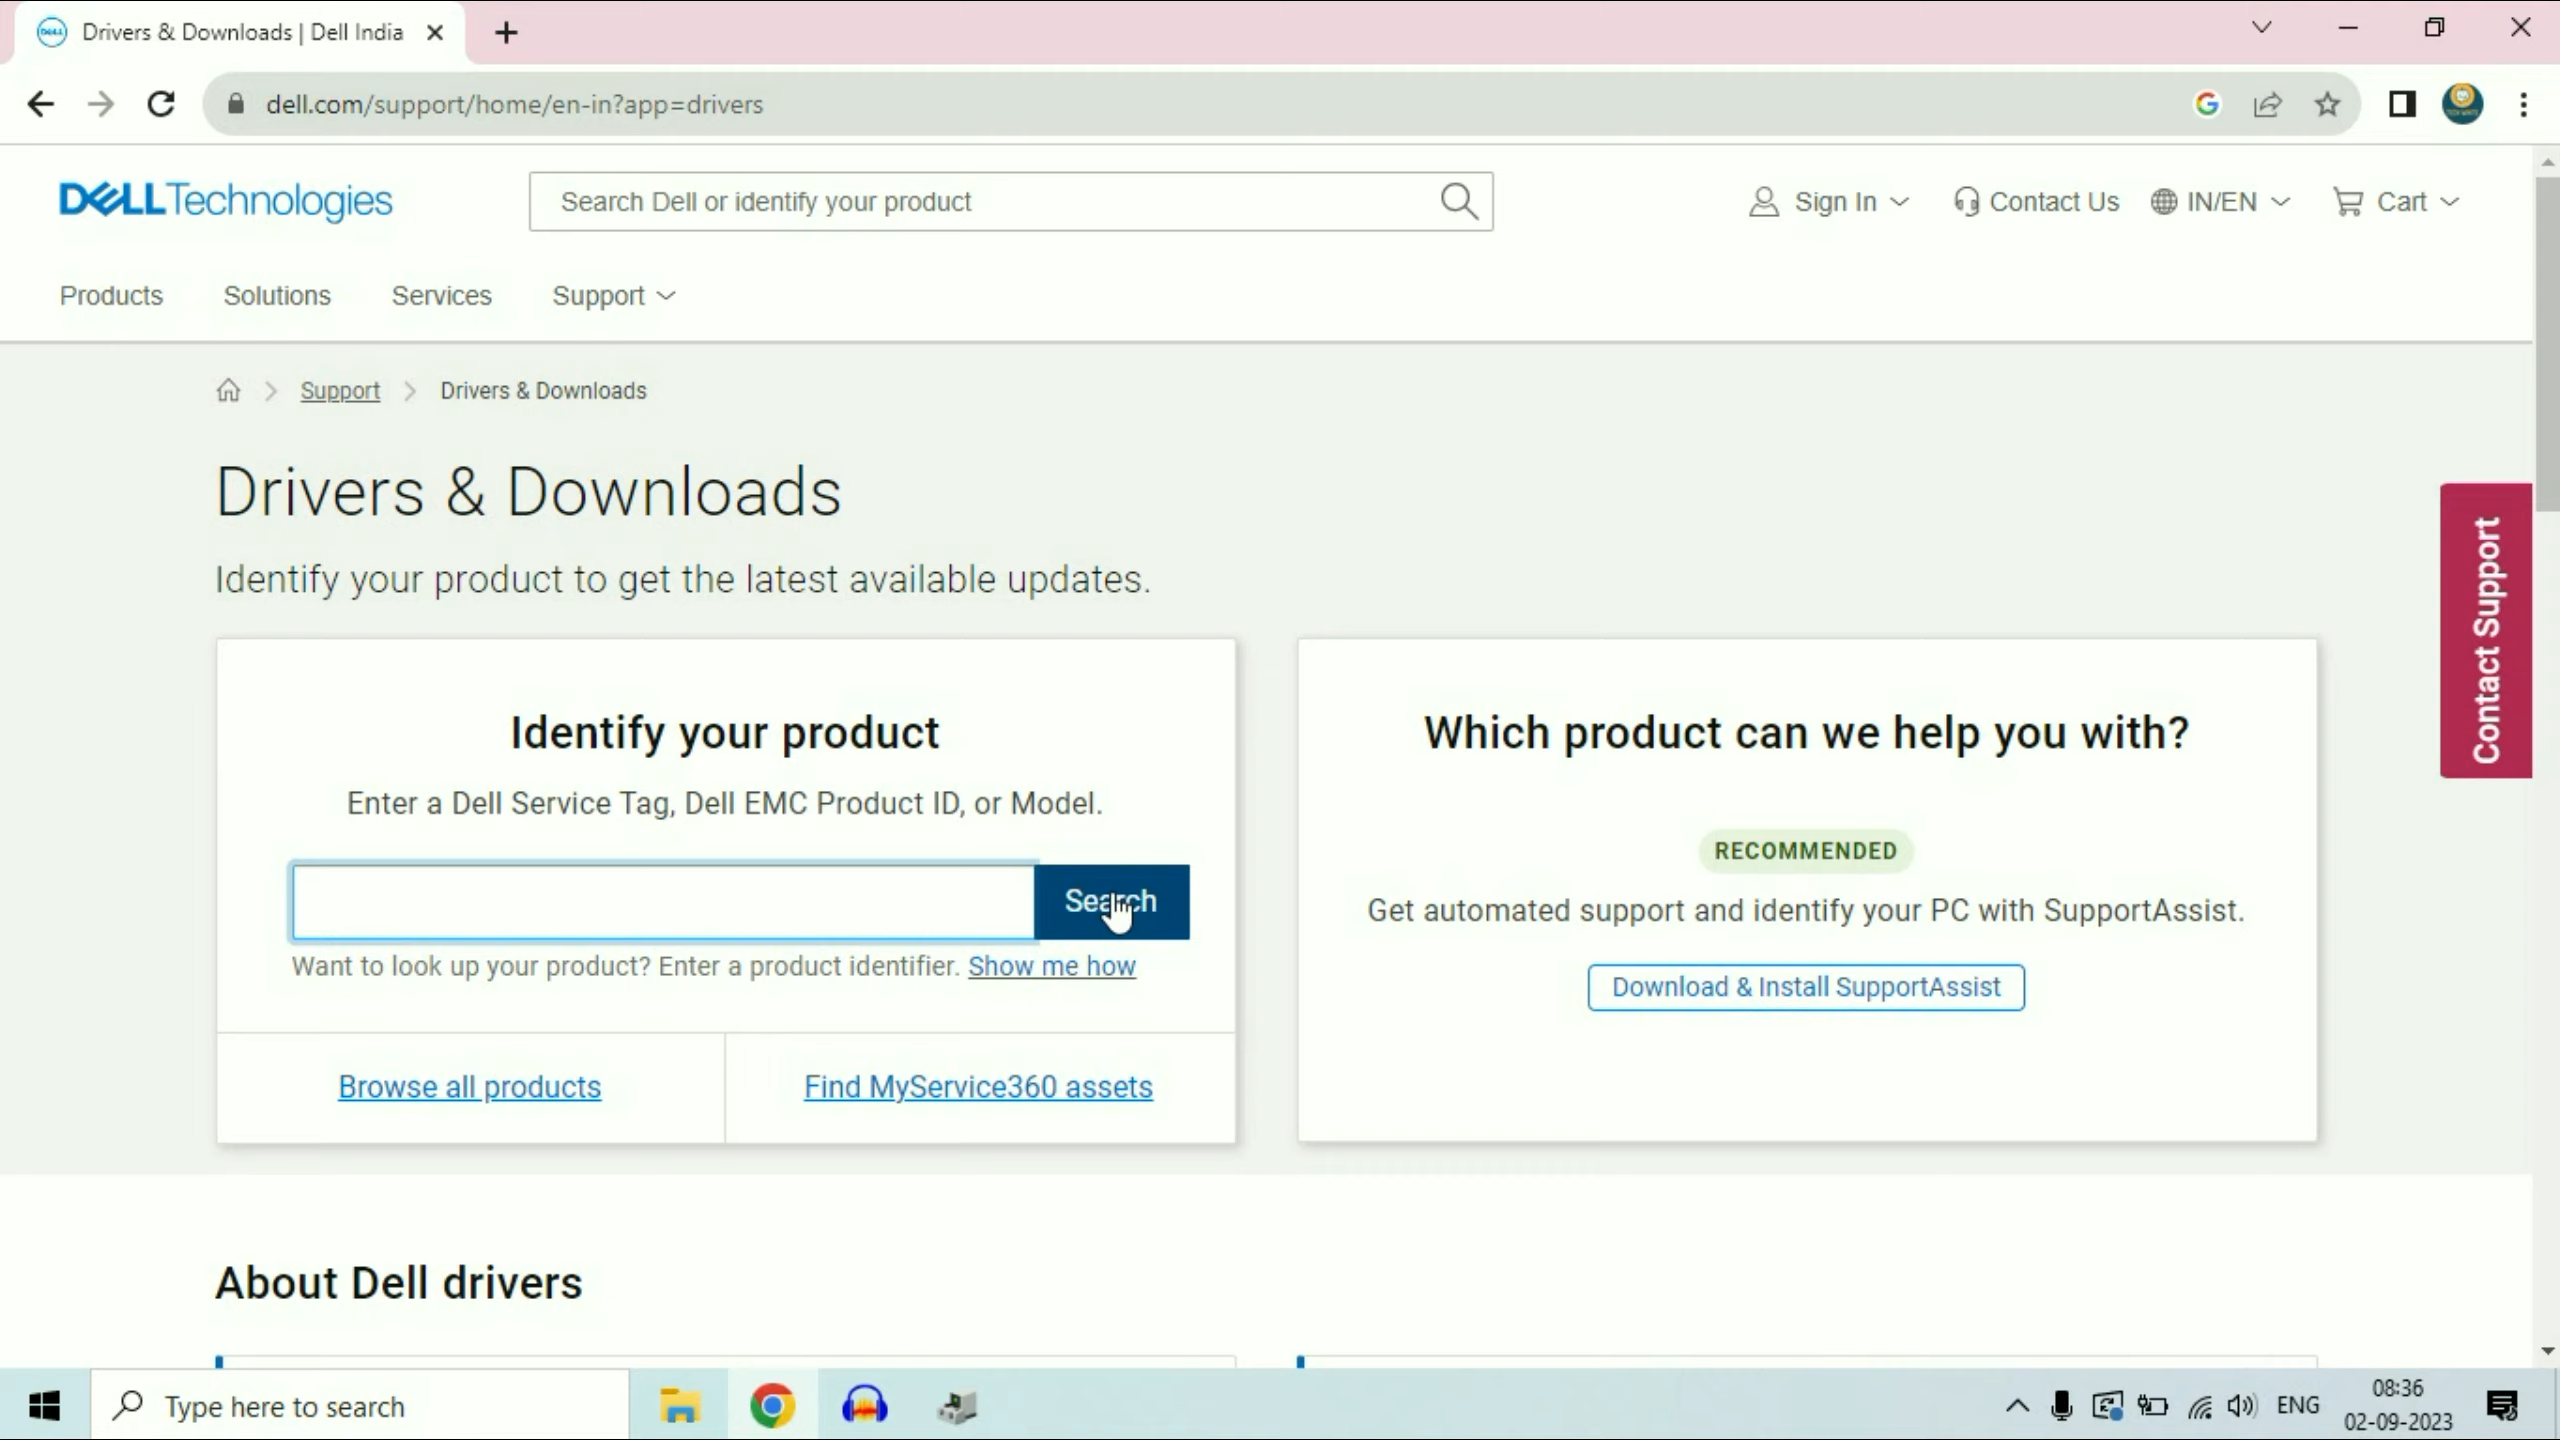 Drivers & Downloads | Dell India
dell.com/support/home/en-in?app=drivers
DELLTechnologies
Search Dell or identify your product
Sign In
Contact Us
IN/EN
Cart
Products
Solutions
Services
Support
Support
Drivers & Downloads
Drivers & Downloads
Identify your product to get the latest available updates.
Identify your product
Enter a Dell Service Tag, Dell EMC Product ID, or Model.
Search
Want to look up your product? Enter a product identifier. Show me how
Browse all products
Find MyService360 assets
Which product can we help you with?
RECOMMENDED
Get automated support and identify your PC with SupportAssist.
Download & Install SupportAssist
Contact Support
About Dell drivers
Type here to search
ENG
08:36
02-09-2023